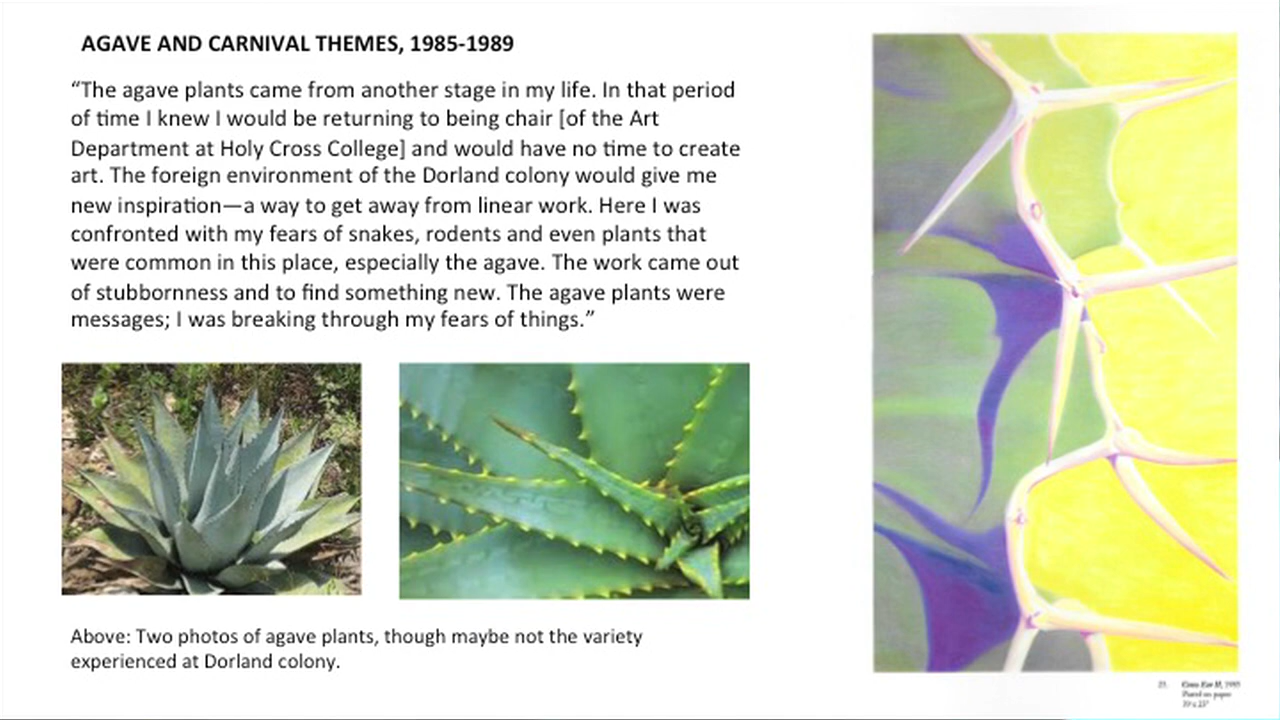 AGAVE AND CARNIVAL THEMES, 1985-1989
“The agave plants came from another stage in my life. In that period
of time I knew I would be returning to being chair [of the Art
Department at Holy Cross College] and would have no time to create
art. The foreign environment of the Dorland colony would give me
new inspiration—a way to get away from linear work. Here I was
confronted with my fears of snakes, rodents and even plants that
were common in this place, especially the agave. The work came out
of stubbornness and to find something new. The agave plants were
messages; I was breaking through my fears of things.”
Above: Two photos of agave plants, though maybe not the variety
experienced at Dorland colony.
II, 1985
on paper